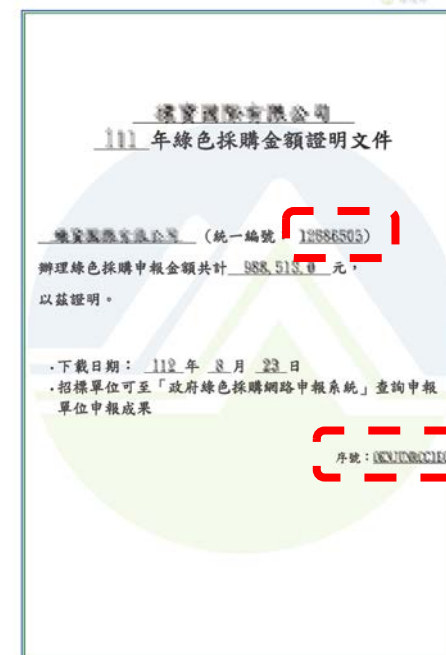 111 年綠色採購金額證明文件
(統一編號 12686503)
辦理綠色採購申報金額共計 988,513.0 元，
以茲證明。
·下載日期： 112 年 8 月 23 日
·招標單位可至「政府綠色採購網路申報系統」查詢申報
單位申報成果
序號：